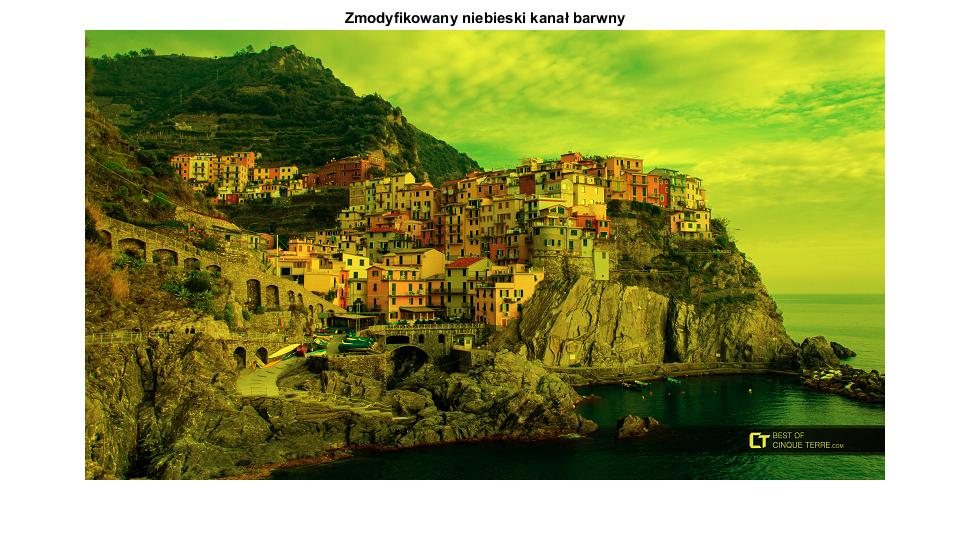 Zmodyfikowany niebieski kanał barwny
BEST OF
CINQUE TERRE.COM